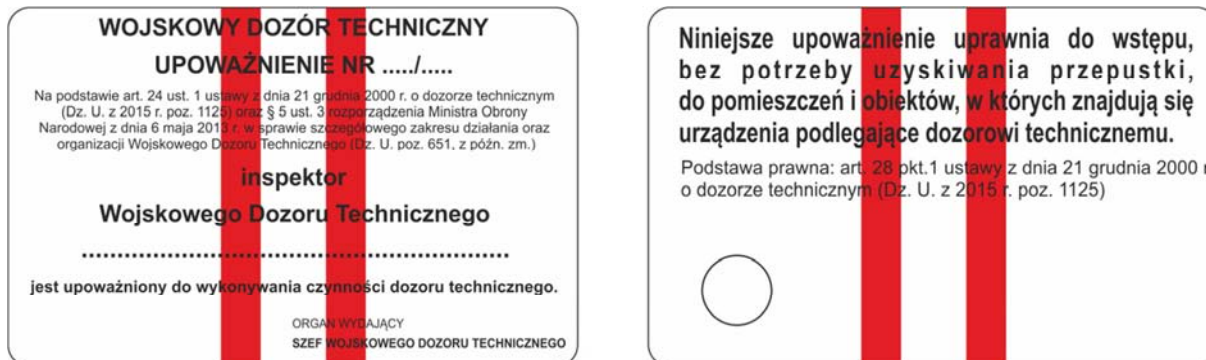 WOJSKOWY DOZÓR TECHNICZNY
UPOWAŻNIENIE NR ...../.....
Na podstawie art. 24 ust. 1 ustawy z dnia 21 grudnia 2000 r. o dozorze technicznym
(Dz. U. z 2015 r. poz. 1125) oraz § 5 ust. 3 rozporządzenia Ministra Obrony
Narodowej z dnia 6 maja 2013 r. w sprawie szczegółowego zakresu działania oraz
organizacji Wojskowego Dozoru Technicznego (Dz. U. poz. 651, z późn. zm.)
inspektor
Wojskowego Dozoru Technicznego
............................................................
jest upoważniony do wykonywania czynności dozoru technicznego.
ORGAN WYDAJĄCY
SZEF WOJSKOWEGO DOZORU TECHNICZNEGO
Niniejsze upoważnienie uprawnia do wstępu,
bez potrzeby uzyskiwania przepustki,
do pomieszczeń i obiektów, w których znajdują się
urządzenia podlegające dozorowi technicznemu.
Podstawa prawna: art. 28 pkt.1 ustawy z dnia 21 grudnia 2000 r
o dozorze technicznym (Dz. U. z 2015 r. poz. 1125)